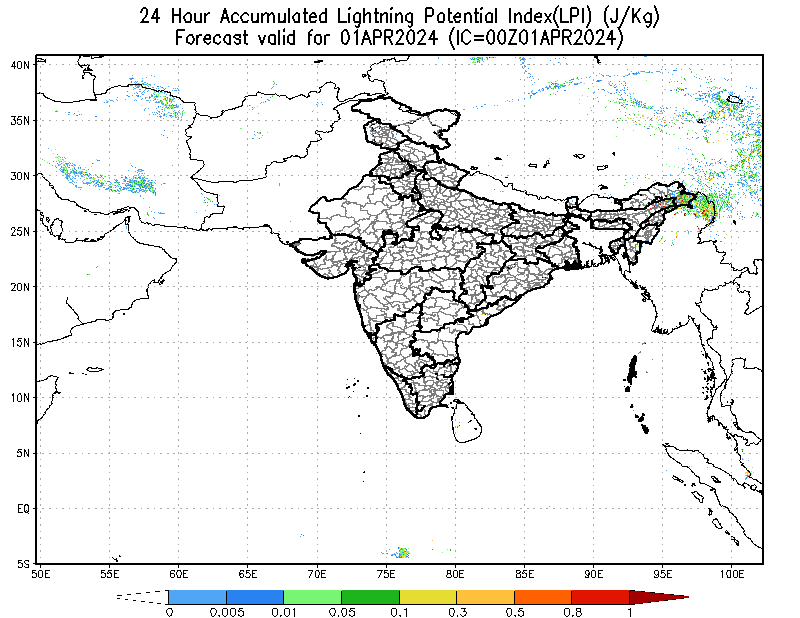 24 Hour Accumulated Lightning Potential Index(LPI) (J/Kg)
Forecast valid for 01APR2024 (IC=00Z01APR2024)
40N
35N
30N
25N
20N
15N
10N
5N
EQ
5S
50E 55E 60E 65E 70E 75E 80E 85E 90E 95E 100E
0 0.005 0.01 0.05 0.1 0.3 0.5 0.8 1